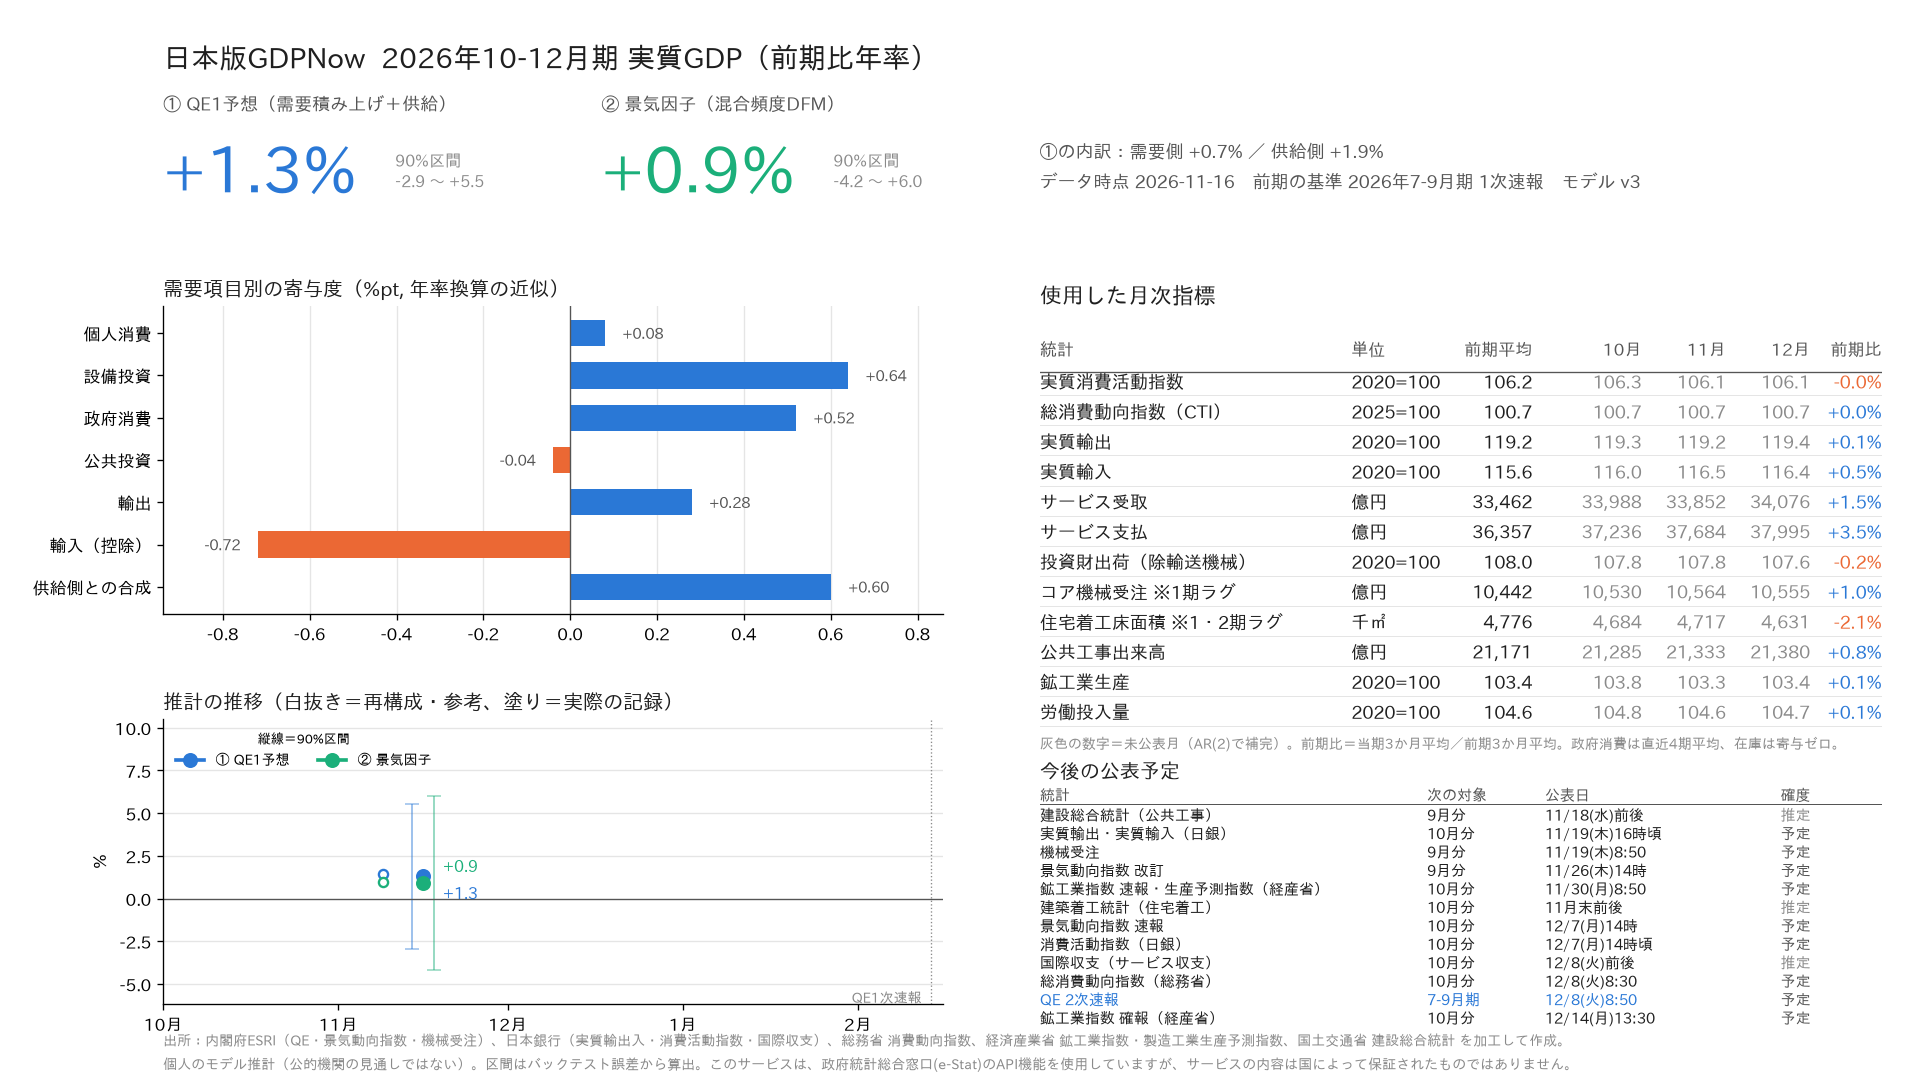 日本版GDPNow 2026年10-12月期 実質GDP（前期比年率）
① QE1予想（需要積み上げ＋供給）
+1.3%
90%区間
-2.9 ～ +5.5
② 景気因子（混合頻度DFM）
+0.9%
90%区間
-4.2 ～ +6.0
①の内訳：需要側 +0.7% ／ 供給側 +1.9%
データ時点 2026-11-16　前期の基準 2026年7-9月期 1次速報　モデル v3
需要項目別の寄与度（%pt, 年率換算の近似）
個人消費 +0.08
設備投資 +0.64
政府消費 +0.52
公共投資 -0.04
輸出 +0.28
輸入（控除） -0.72
供給側との合成 +0.60
-0.8 -0.6 -0.4 -0.2 0.0 0.2 0.4 0.6 0.8
推計の推移（白抜き＝再構成・参考、塗り＝実際の記録）
縦線＝90%区間
① QE1予想 ② 景気因子
%
10.0
7.5
5.0
2.5
0.0
-2.5
-5.0
+0.9
+1.3
QE1次速報
10月 11月 12月 1月 2月
使用した月次指標
統計 単位 前期平均 10月 11月 12月 前期比
実質消費活動指数 2020=100 106.2 106.3 106.1 106.1 -0.0%
総消費動向指数（CTI） 2025=100 100.7 100.7 100.7 100.7 +0.0%
実質輸出 2020=100 119.2 119.3 119.2 119.4 +0.1%
実質輸入 2020=100 115.6 116.0 116.5 116.4 +0.5%
サービス受取 億円 33,462 33,988 33,852 34,076 +1.5%
サービス支払 億円 36,357 37,236 37,684 37,995 +3.5%
投資財出荷（除輸送機械） 2020=100 108.0 107.8 107.8 107.6 -0.2%
コア機械受注 ※1期ラグ 億円 10,442 10,530 10,564 10,555 +1.0%
住宅着工床面積 ※1・2期ラグ 千㎡ 4,776 4,684 4,717 4,631 -2.1%
公共工事出来高 億円 21,171 21,285 21,333 21,380 +0.8%
鉱工業生産 2020=100 103.4 103.8 103.3 103.4 +0.1%
労働投入量 2020=100 104.6 104.8 104.6 104.7 +0.1%
灰色の数字＝未公表月（AR(2)で補完）。前期比＝当期3か月平均／前期3か月平均。政府消費は直近4期平均、在庫は寄与ゼロ。
今後の公表予定
統計 次の対象 公表日 確度
建設総合統計（公共工事） 9月分 11/18(水)前後 推定
実質輸出・実質輸入（日銀） 10月分 11/19(木)16時頃 予定
機械受注 9月分 11/19(木)8:50 予定
景気動向指数 改訂 9月分 11/26(木)14時 予定
鉱工業指数 速報・生産予測指数（経産省） 10月分 11/30(月)8:50 予定
建築着工統計（住宅着工） 10月分 11月末前後 推定
景気動向指数 速報 10月分 12/7(月)14時 予定
消費活動指数（日銀） 10月分 12/7(月)14時頃 予定
国際収支（サービス収支） 10月分 12/8(火)前後 推定
総消費動向指数（総務省） 10月分 12/8(火)8:30 予定
QE 2次速報 7-9月期 12/8(火)8:50 予定
鉱工業指数 確報（経産省） 10月分 12/14(月)13:30 予定
出所：内閣府ESRI（QE・景気動向指数・機械受注）、日本銀行（実質輸出入・消費活動指数・国際収支）、総務省 消費動向指数、経済産業省 鉱工業指数・製造工業生産予測指数、国土交通省 建設総合統計 を加工して作成。
個人のモデル推計（公的機関の見通しではない）。区間はバックテスト誤差から算出。このサービスは、政府統計総合窓口(e-Stat)のAPI機能を使用していますが、サービスの内容は国によって保証されたものではありません。